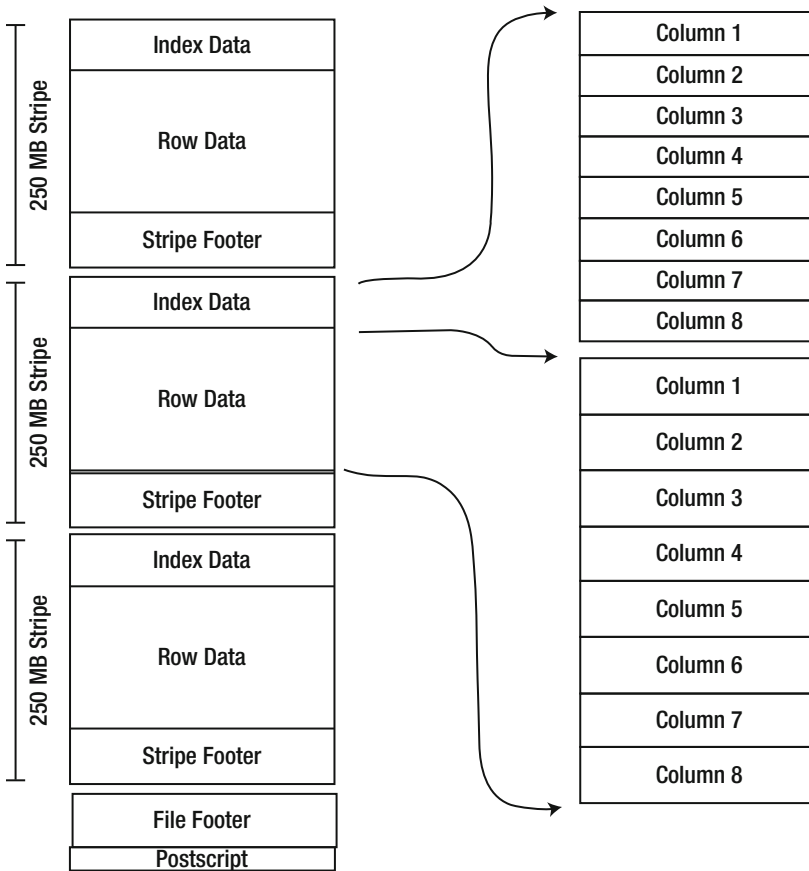 250 MB Stripe
Index Data
Row Data
Stripe Footer
250 MB Stripe
Index Data
Row Data
Stripe Footer
250 MB Stripe
Index Data
Row Data
Stripe Footer
File Footer
Postscript
Column 1
Column 2
Column 3
Column 4
Column 5
Column 6
Column 7
Column 8
Column 1
Column 2
Column 3
Column 4
Column 5
Column 6
Column 7
Column 8